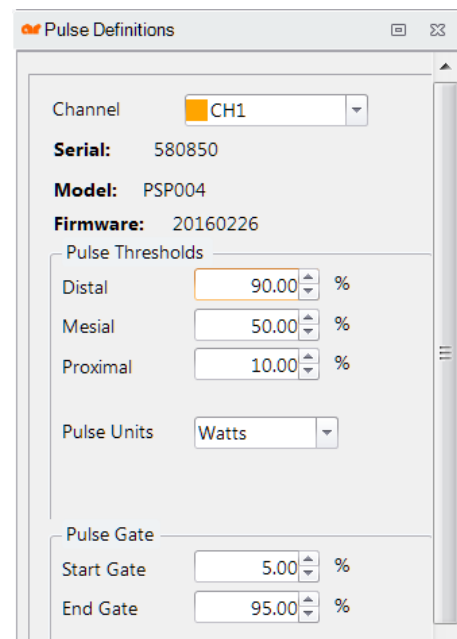 ar Pulse Definitions
Channel CH1
Serial: 580850
Model: PSP004
Firmware: 20160226
Pulse Thresholds
Distal 90.00 %
Mesial 50.00 %
Proximal 10.00 %
Pulse Units Watts
Pulse Gate
Start Gate 5.00 %
End Gate 95.00 %